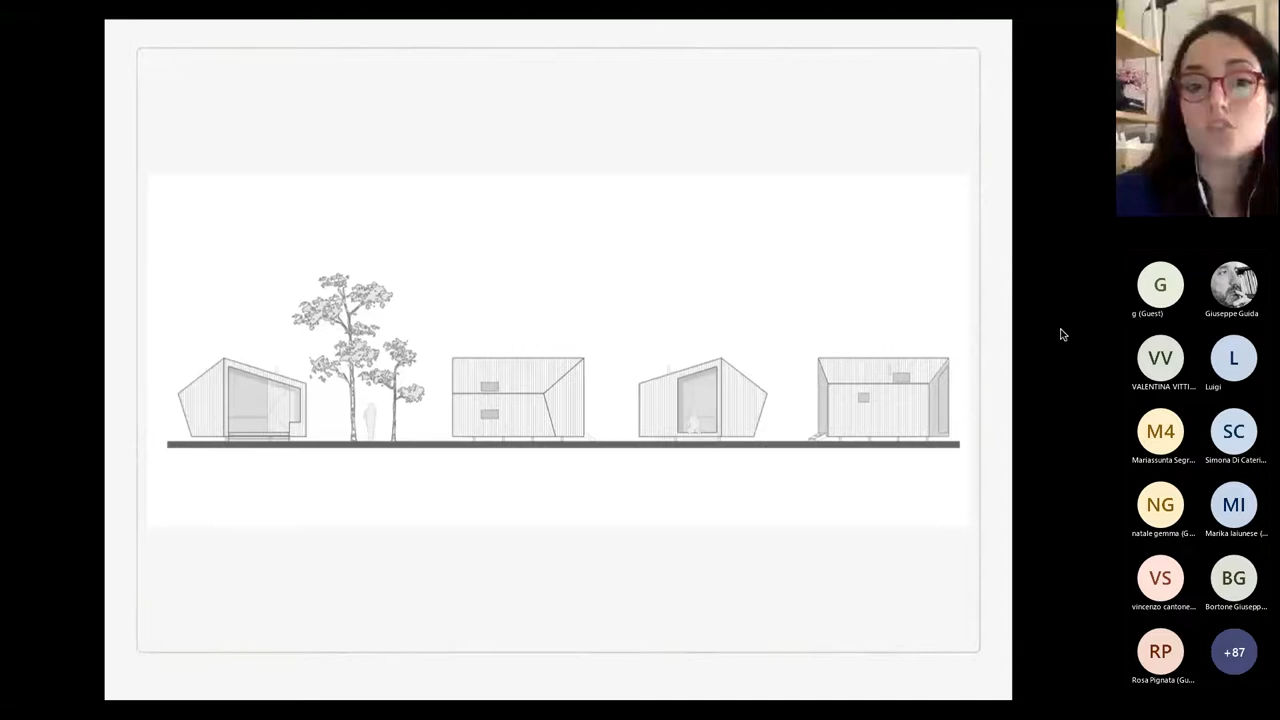 G
g (Guest)
Giuseppe Guida
VV
VALENTINA VITTI...
L
Luigi
M4
Mariassunta Segr...
SC
Simona Di Cateri...
NG
natale gemma (G...
MI
Marika Iaiunese (...
VS
vincenzo cantone...
BG
Bortone Giusepp...
RP
Rosa Pignata (Gu...
+87